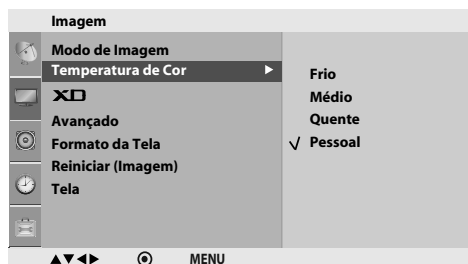 Imagem
Modo de Imagem
Temperatura de Cor
XD
Avançado
Formato da Tela
Reiniciar (Imagem)
Tela
Frio
Médio
Quente
Pessoal
MENU